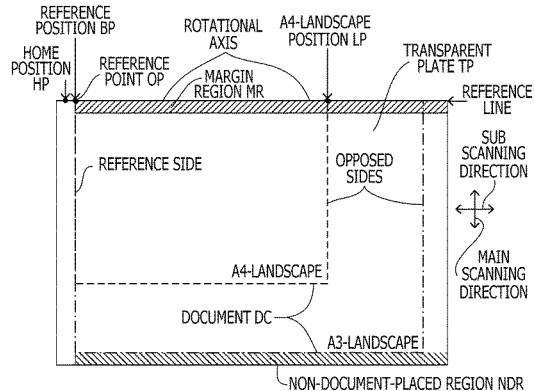 REFERENCE
POSITION BP
HOME
POSITION
HP
REFERENCE
POINT OP
ROTATIONAL
AXIS
MARGIN
REGION MR
A4-LANDSCAPE
POSITION LP
TRANSPARENT
PLATE TP
REFERENCE
LINE
REFERENCE SIDE
OPPOSED
SIDES
SUB
SCANNING
DIRECTION
MAIN
SCANNING
DIRECTION
A4-LANDSCAPE
DOCUMENT DC
A3-LANDSCAPE
NON-DOCUMENT-PLACED REGION NDR